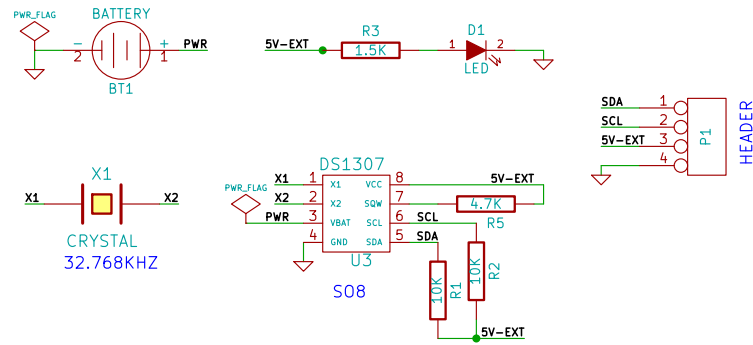 PWR_FLAG
BATTERY
−
2
+
1
PWR
BT1
5V-EXT
R3
1.5K
D1
1
2
LED
SDA
1
SCL
2
5V-EXT
3
4
P1
HEADER
X1
X1
X2
CRYSTAL
32.768KHZ
DS1307
PWR_FLAG
X1 1 X1 VCC 8 5V-EXT
X2 2 X2 SQW 7 4.7K
R5
PWR 3 VBAT SCL 6 SCL
4 GND SDA 5 SDA
U3
SO8
10K
R1
10K
R2
5V-EXT